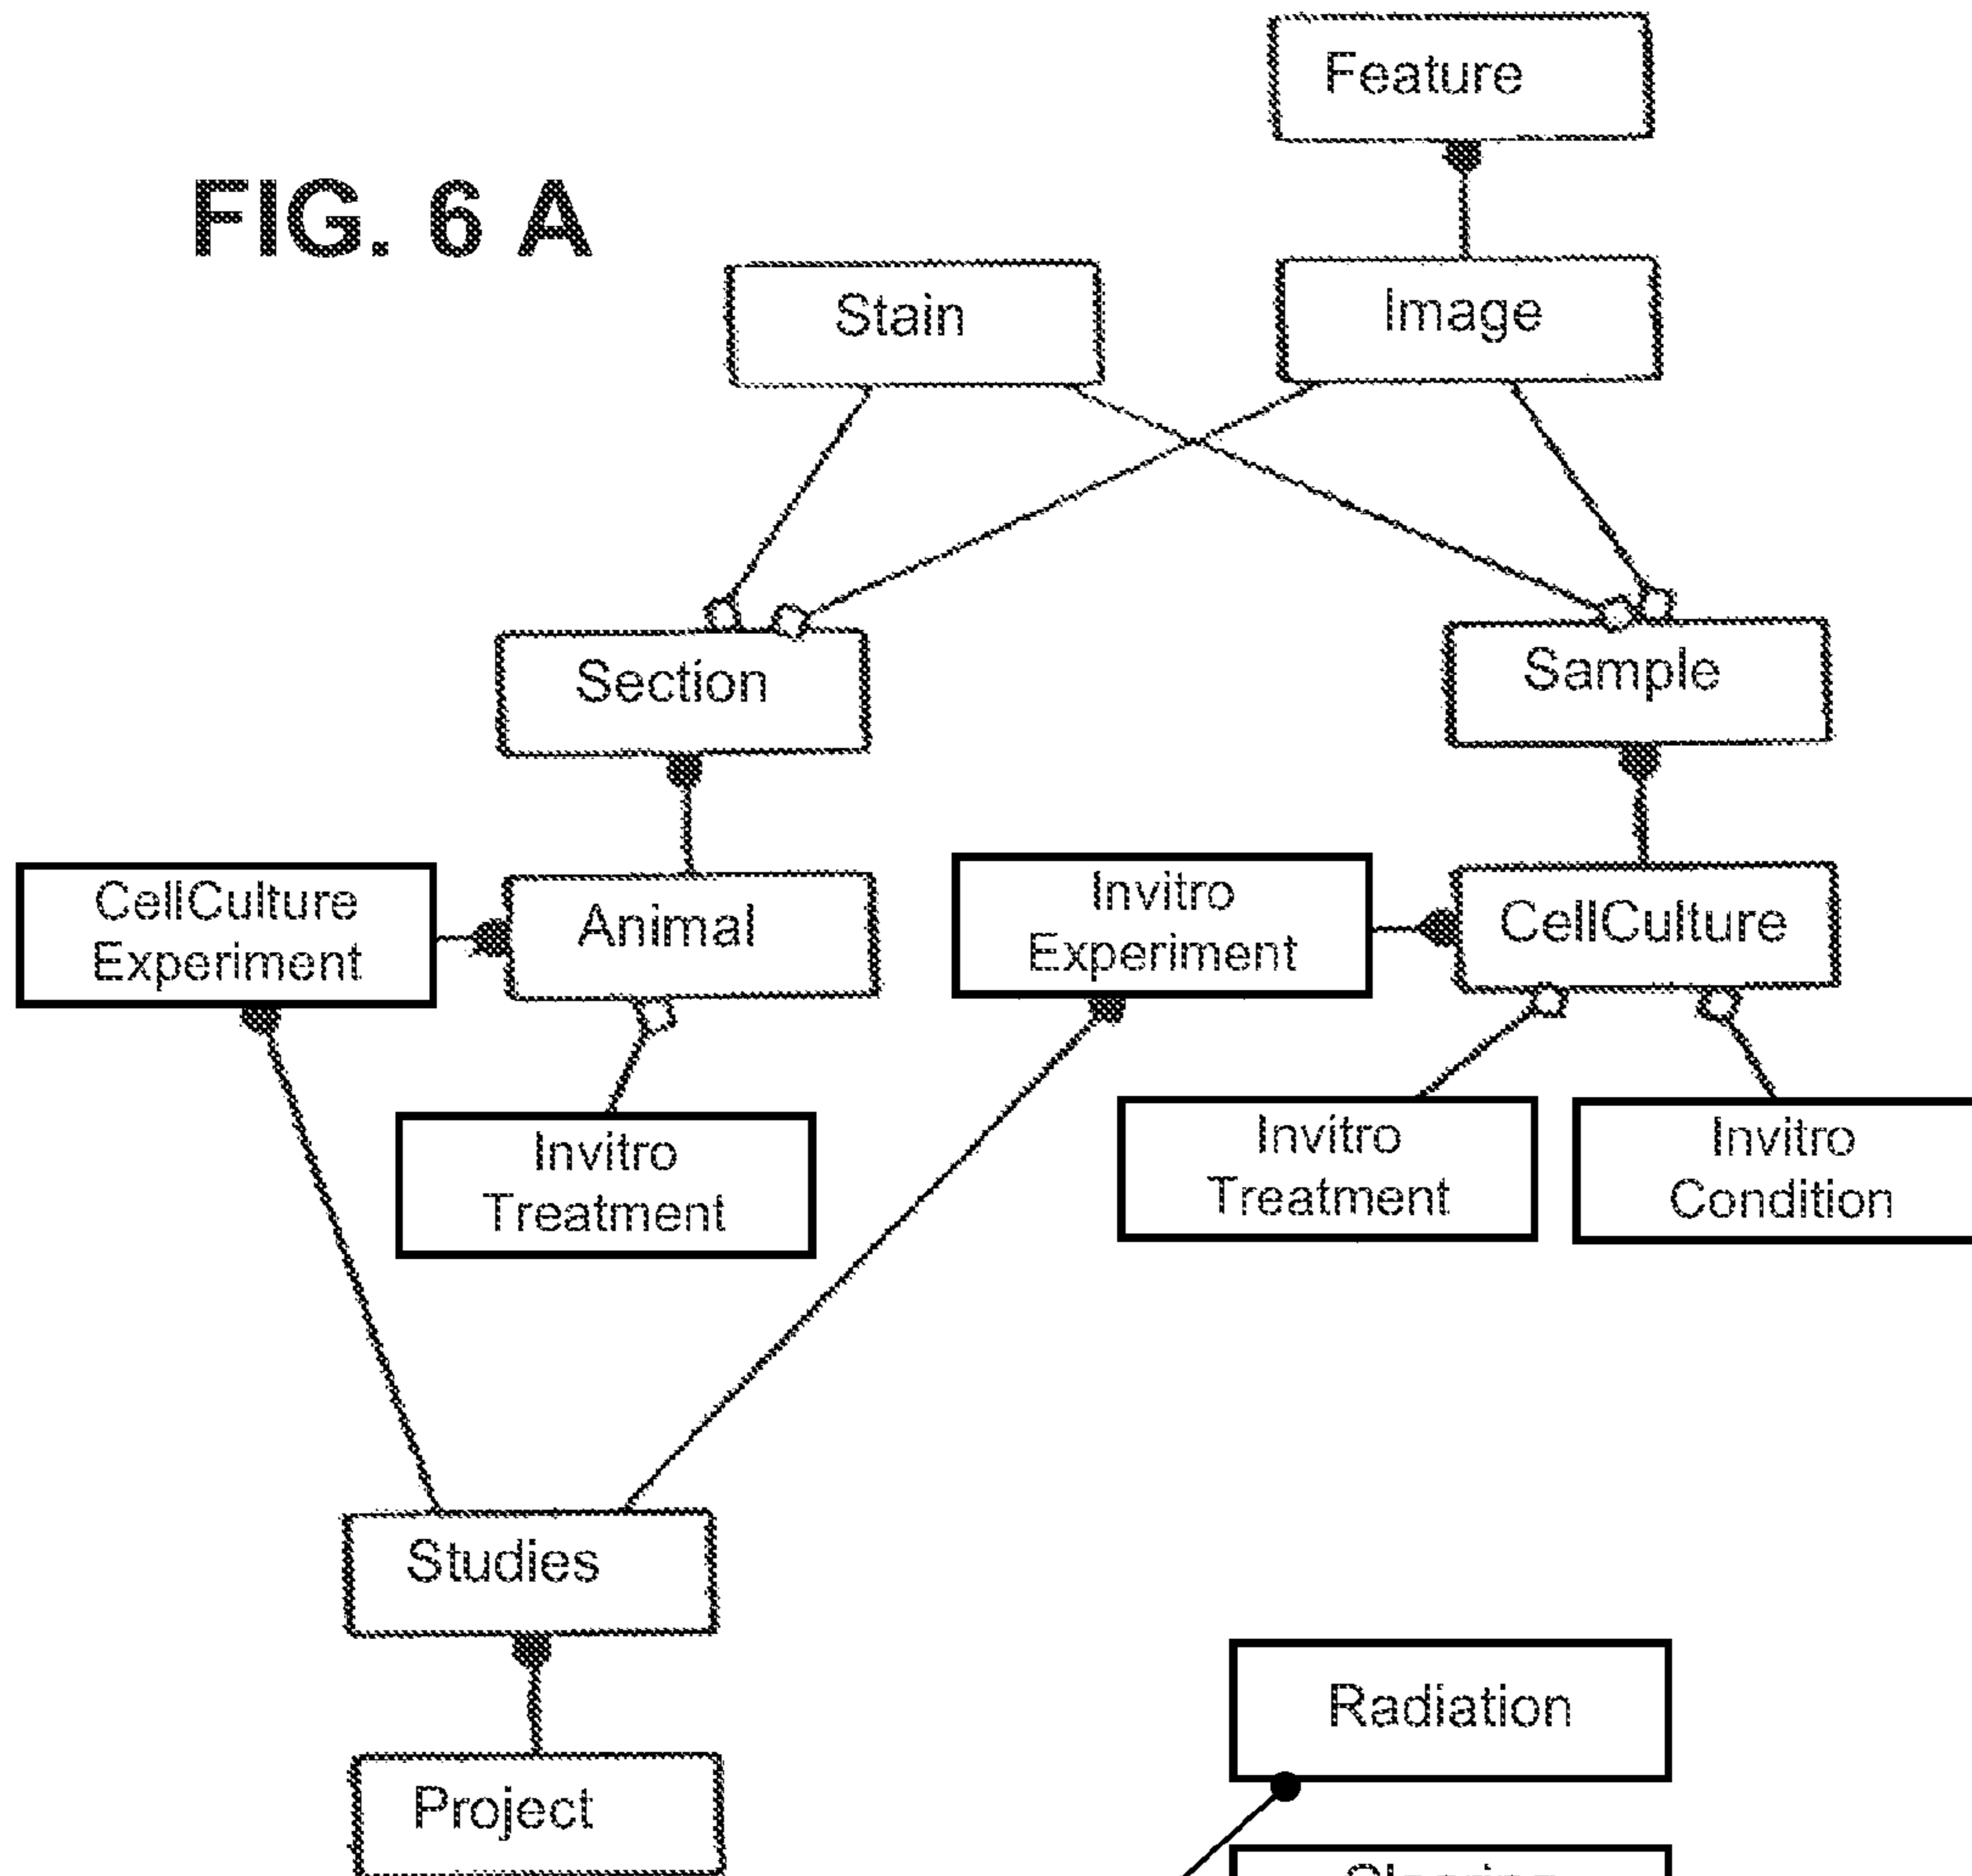 Feature
FIG. 6 A
Stain
Image
Section
Sample
CellCulture
Experiment
Animal
Invitro
Experiment
CellCulture
Invitro
Treatment
Invitro
Treatment
Invitro
Condition
Studies
Radiation
Project